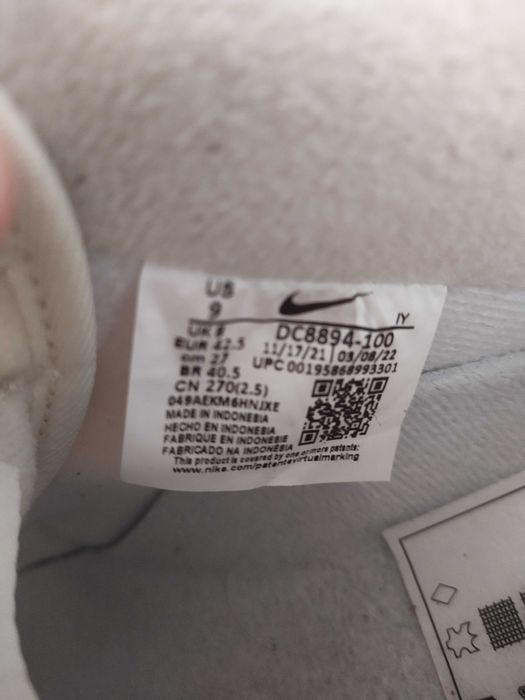 US
9
IY
UK 8
DC8894-100
EUR 42.5
11/17/21 | 03/08/22
cm 27
UPC 00195868993301
BR 40.5
CN 270(2.5)
049AEKM6HNJXE
MADE IN INDONESIA
HECHO EN INDONESIA
FABRIQUE EN INDONESIE
FABRICADO NA INDONESIA
This product is covered by one or more patents:
www.nike.com/patentsvirtualmarking